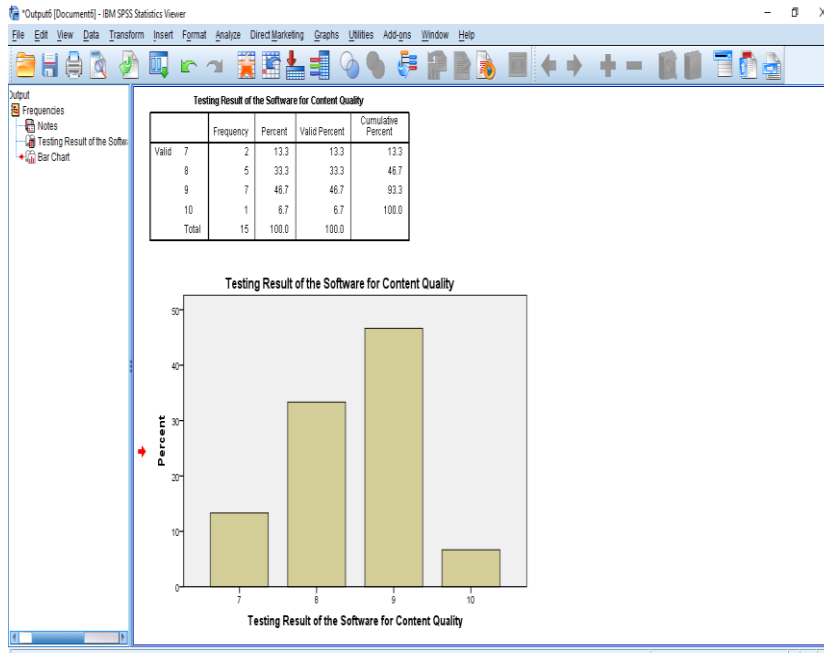 *Output6 [Document6] - IBM SPSS Statistics Viewer
File Edit View Data Transform Insert Format Analyze Direct Marketing Graphs Utilities Add-ons Window Help
Output
Frequencies
Notes
Testing Result of the Softw
Bar Chart
Testing Result of the Software for Content Quality
Frequency Percent Valid Percent Cumulative Percent
Valid 7 2 13.3 13.3 13.3
8 5 33.3 33.3 46.7
9 7 46.7 46.7 93.3
10 1 6.7 6.7 100.0
Total 15 100.0 100.0
Testing Result of the Software for Content Quality
Percent
50
40
30
20
10
0
7 8 9 10
Testing Result of the Software for Content Quality